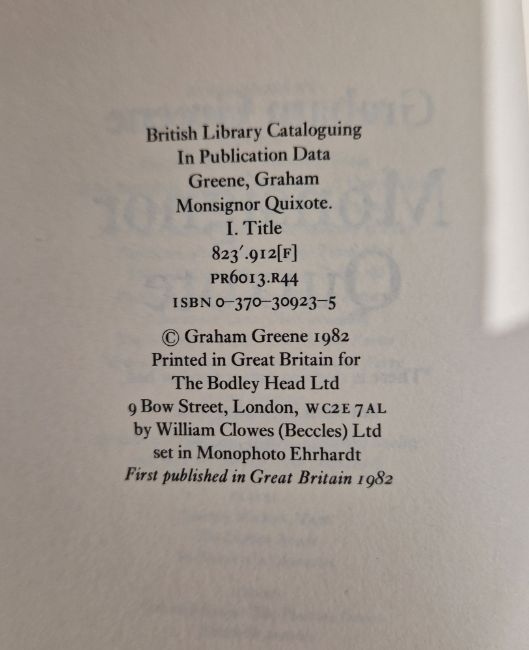 British Library Cataloguing
In Publication Data
Greene, Graham
Monsignor Quixote.
I. Title
823′.912[F]
PR6013.R44
ISBN 0–370–30923–5
© Graham Greene 1982
Printed in Great Britain for
The Bodley Head Ltd
9 Bow Street, London, WC2E 7AL
by William Clowes (Beccles) Ltd
set in Monophoto Ehrhardt
First published in Great Britain 1982